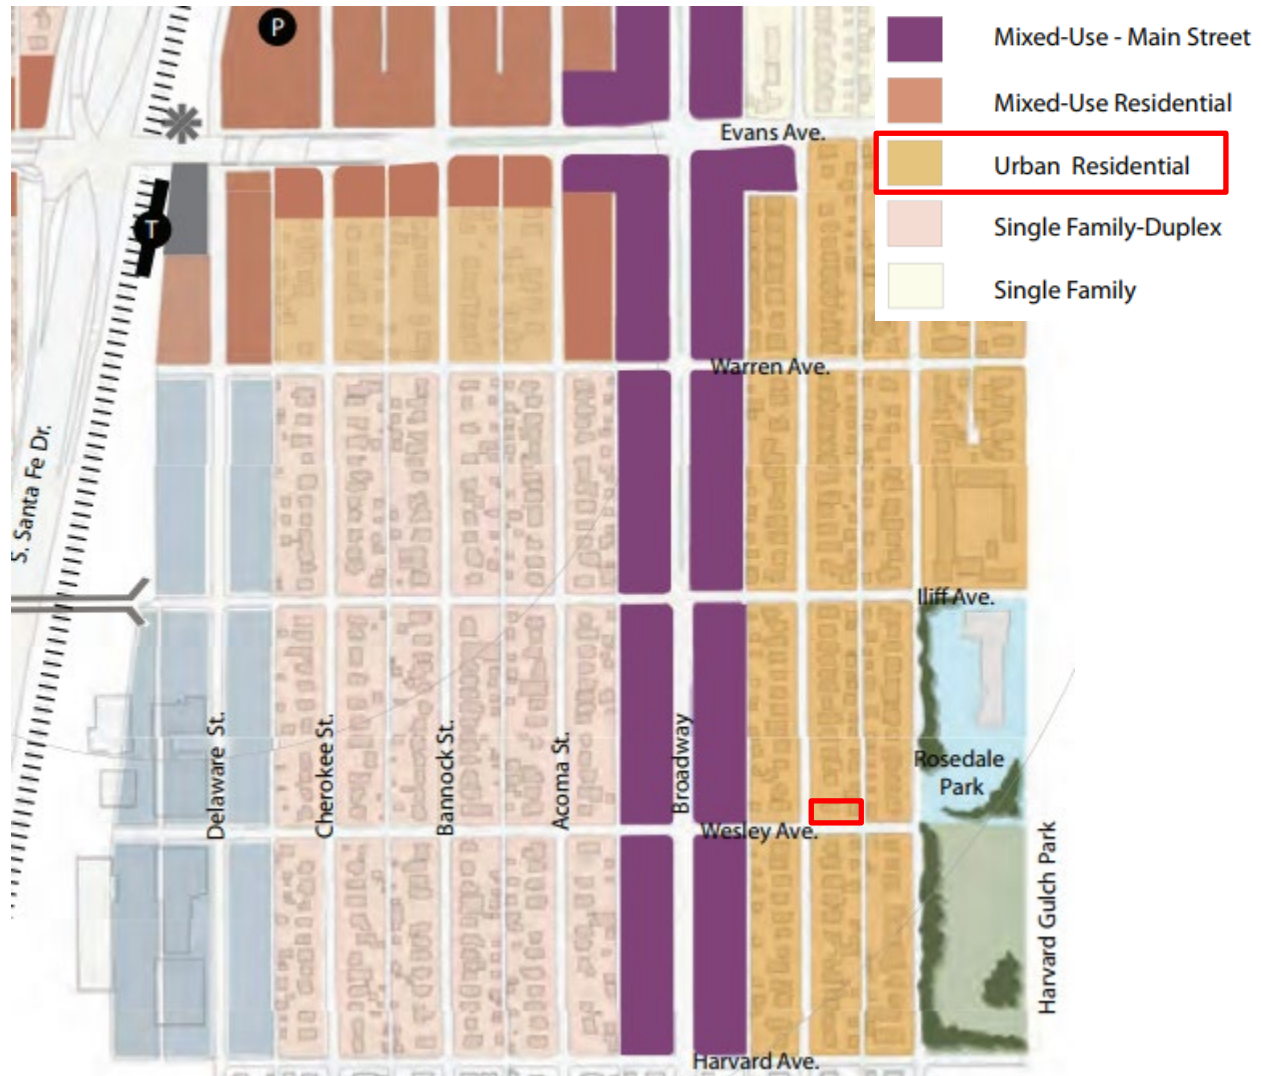 P
Mixed-Use - Main Street
Mixed-Use Residential
Evans Ave.
Urban Residential
T
Single Family-Duplex
Single Family
Warren Ave.
S. Santa Fe Dr.
Iliff Ave.
Delaware St.
Cherokee St.
Bannock St.
Acoma St.
Broadway
Rosedale
Park
Wesley Ave.
Harvard Gulch Park
Harvard Ave.